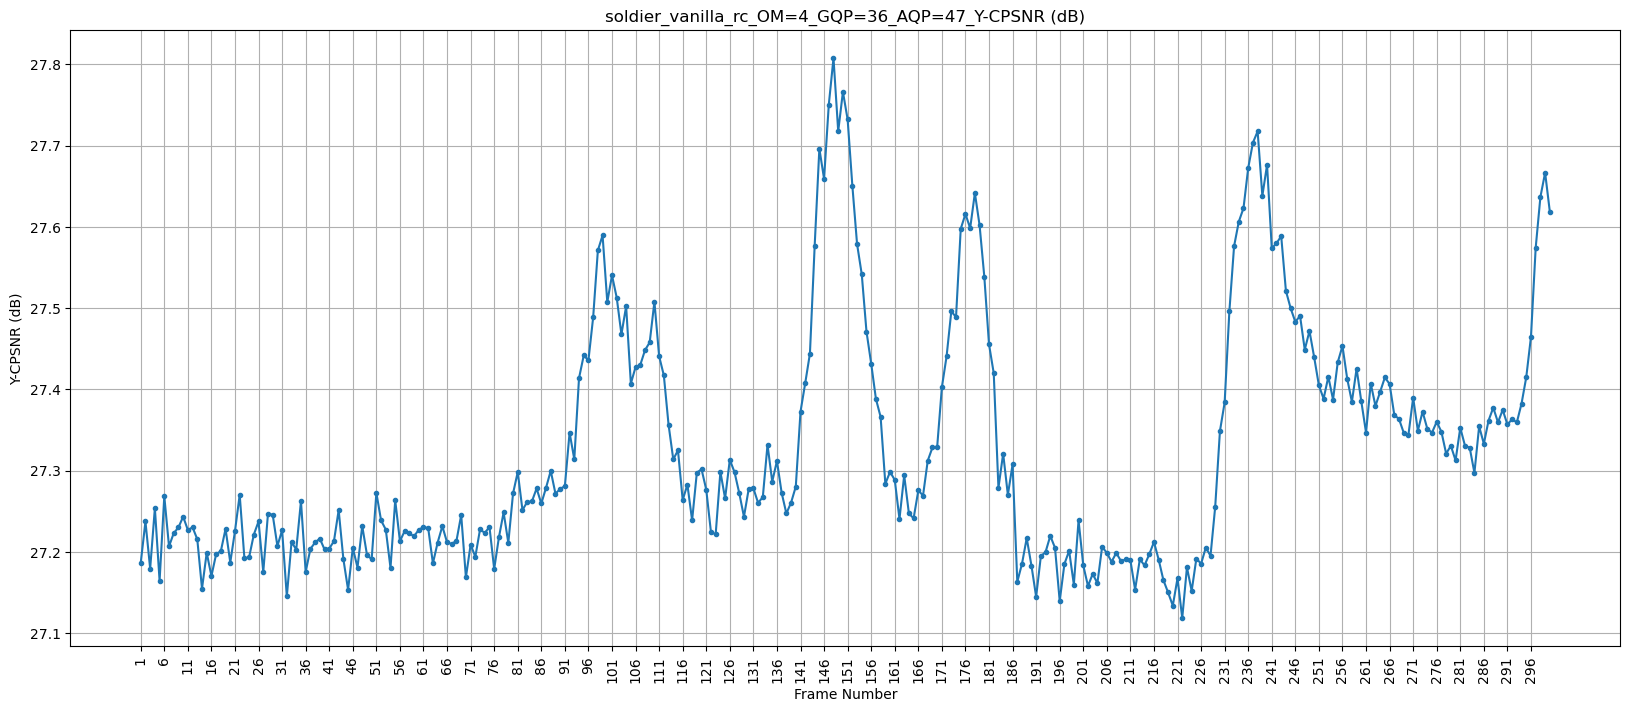 soldier_vanilla_rc_OM=4_GQP=36_AQP=47_Y-CPSNR (dB)
Y-CPSNR (dB)
27.8
27.7
27.6
27.5
27.4
27.3
27.2
27.1
1 6 11 16 21 26 31 36 41 46 51 56 61 66 71 76 81 86 91 96 101 106 111 116 121 126 131 136 141 146 151 156 161 166 171 176 181 186 191 196 201 206 211 216 221 226 231 236 241 246 251 256 261 266 271 276 281 286 291 296
Frame Number